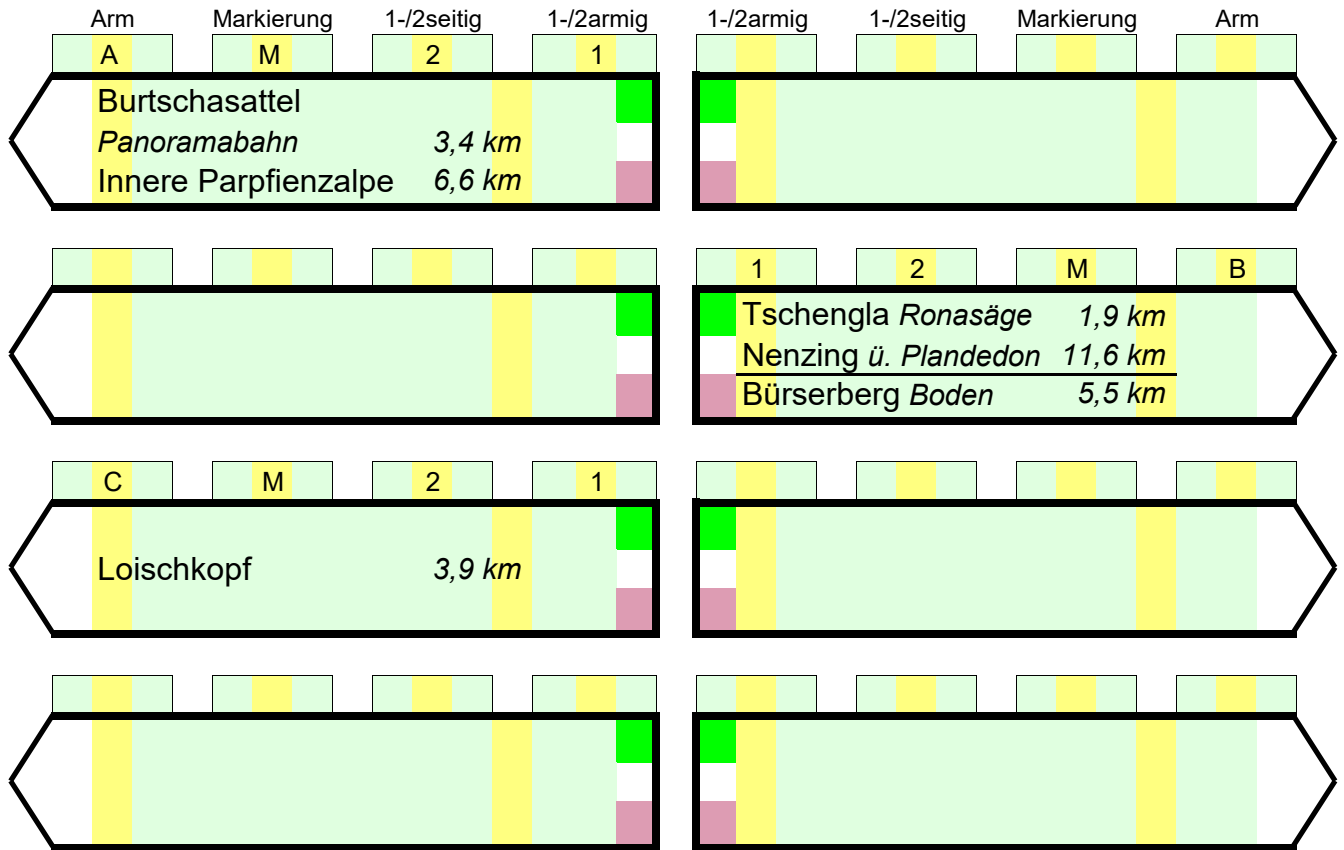 Arm Markierung 1-/2seitig 1-/2armig 1-/2armig 1-/2seitig Markierung Arm
A M 2 1
Burtschasattel
Panoramabahn 3,4 km
Innere Parpfienzalpe 6,6 km
1 2 M B
Tschengla Ronasäge 1,9 km
Nenzing ü. Plandedon 11,6 km
Bürserberg Boden 5,5 km
C M 2 1
Loischkopf 3,9 km